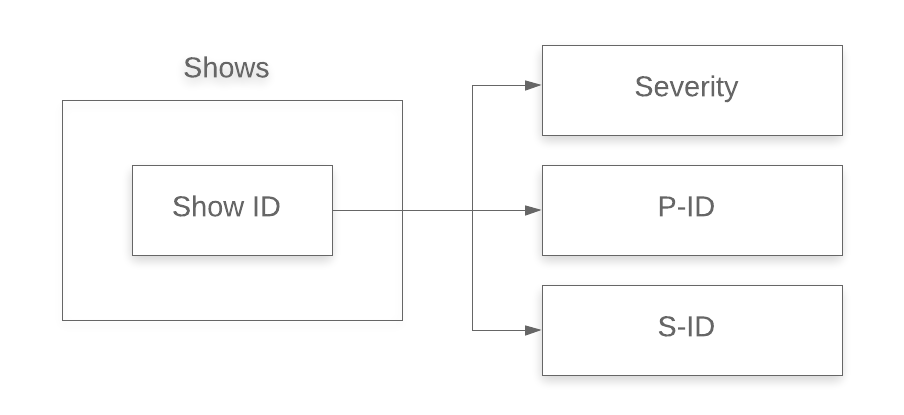 Shows
Show ID
Severity
P-ID
S-ID